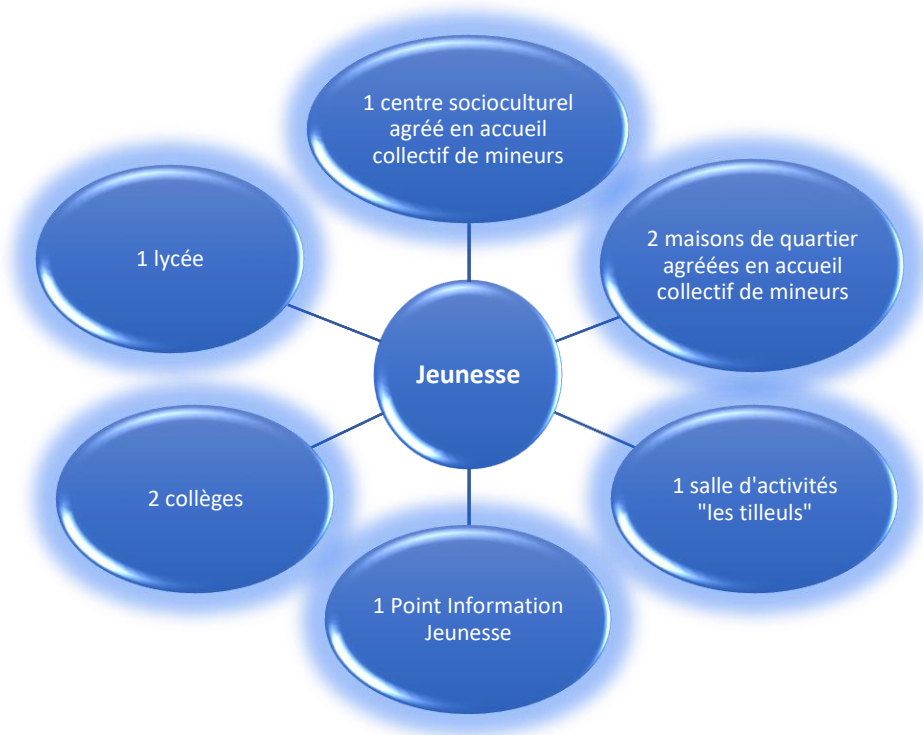 1 centre socioculturel
agréé en accueil
collectif de mineurs
2 maisons de quartier
agréées en accueil
collectif de mineurs
1 salle d'activités
"les tilleuls"
1 Point Information
Jeunesse
2 collèges
1 lycée
Jeunesse